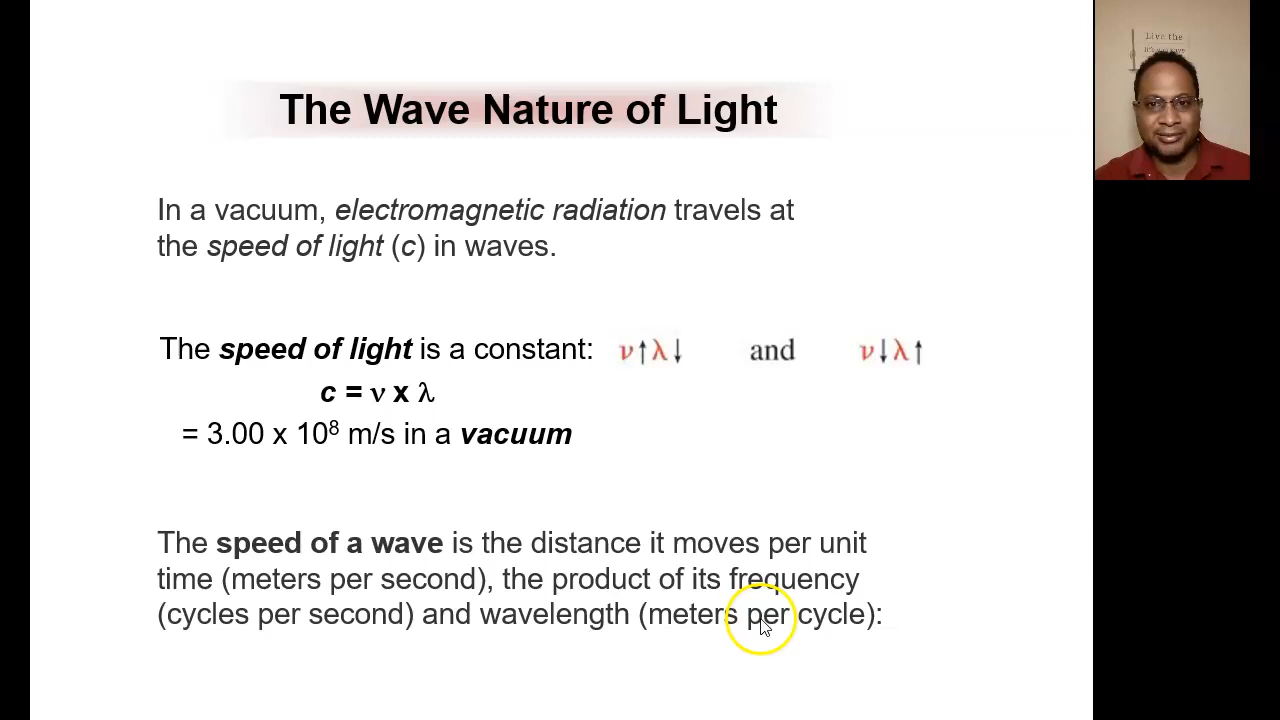 The Wave Nature of Light
Live the
In a vacuum, electromagnetic radiation travels at
the speed of light (c) in waves.
The speed of light is a constant: ν↑λ↓ and ν↓λ↑
c = ν x λ
= 3.00 x 10⁸ m/s in a vacuum
The speed of a wave is the distance it moves per unit
time (meters per second), the product of its frequency
(cycles per second) and wavelength (meters per cycle):